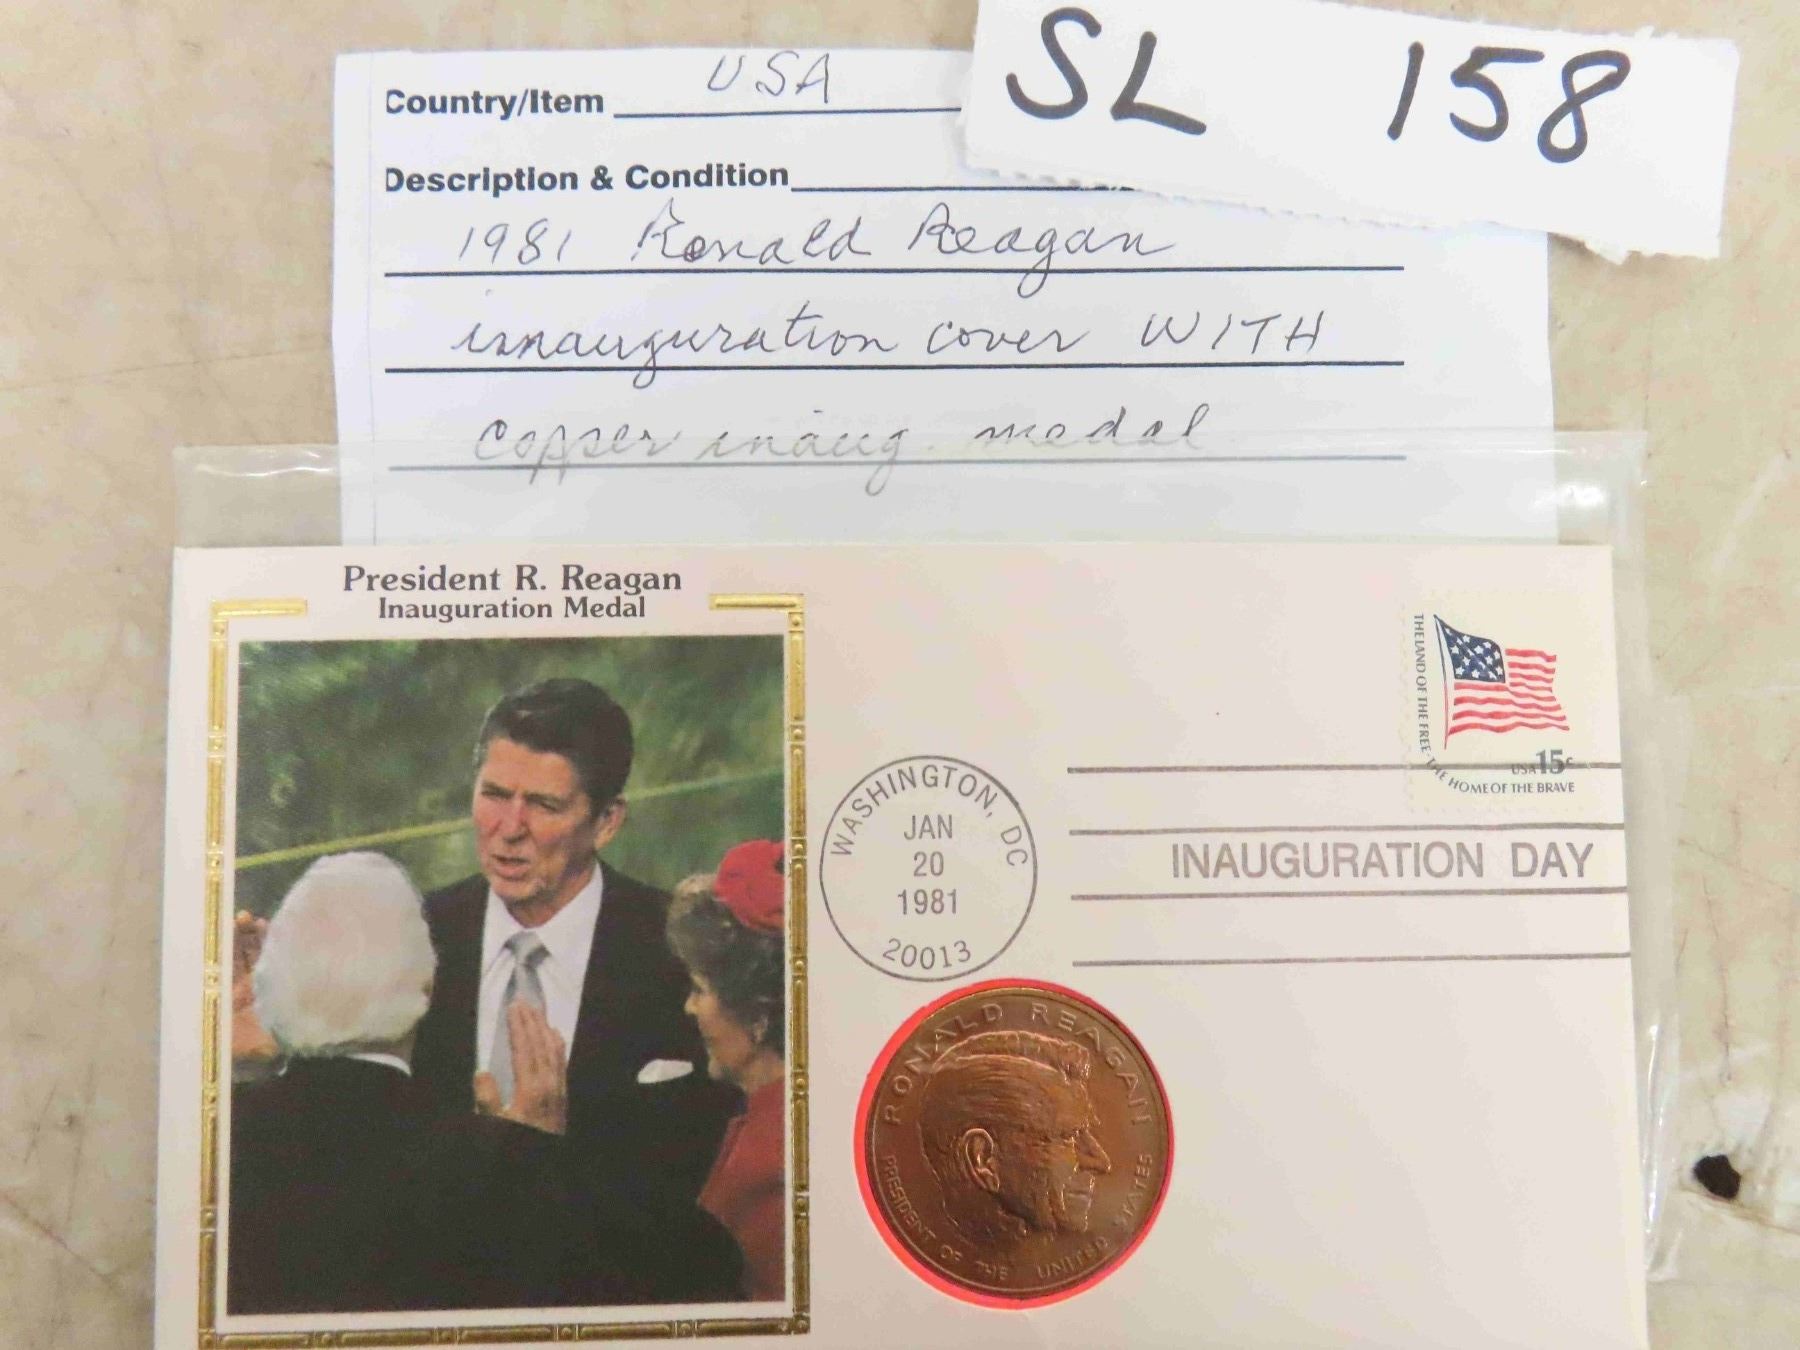 SL 158
Country/Item USA
Description & Condition
1981 Ronald Reagan
innauguration cover WITH
copper inaug. medal
President R. Reagan
Inauguration Medal
THE LAND OF THE FREE THE HOME OF THE BRAVE
USA 15c
WASHINGTON, DC
JAN
20
1981
20013
INAUGURATION DAY
RONALD REAGAN
PRESIDENT OF THE UNITED STATES